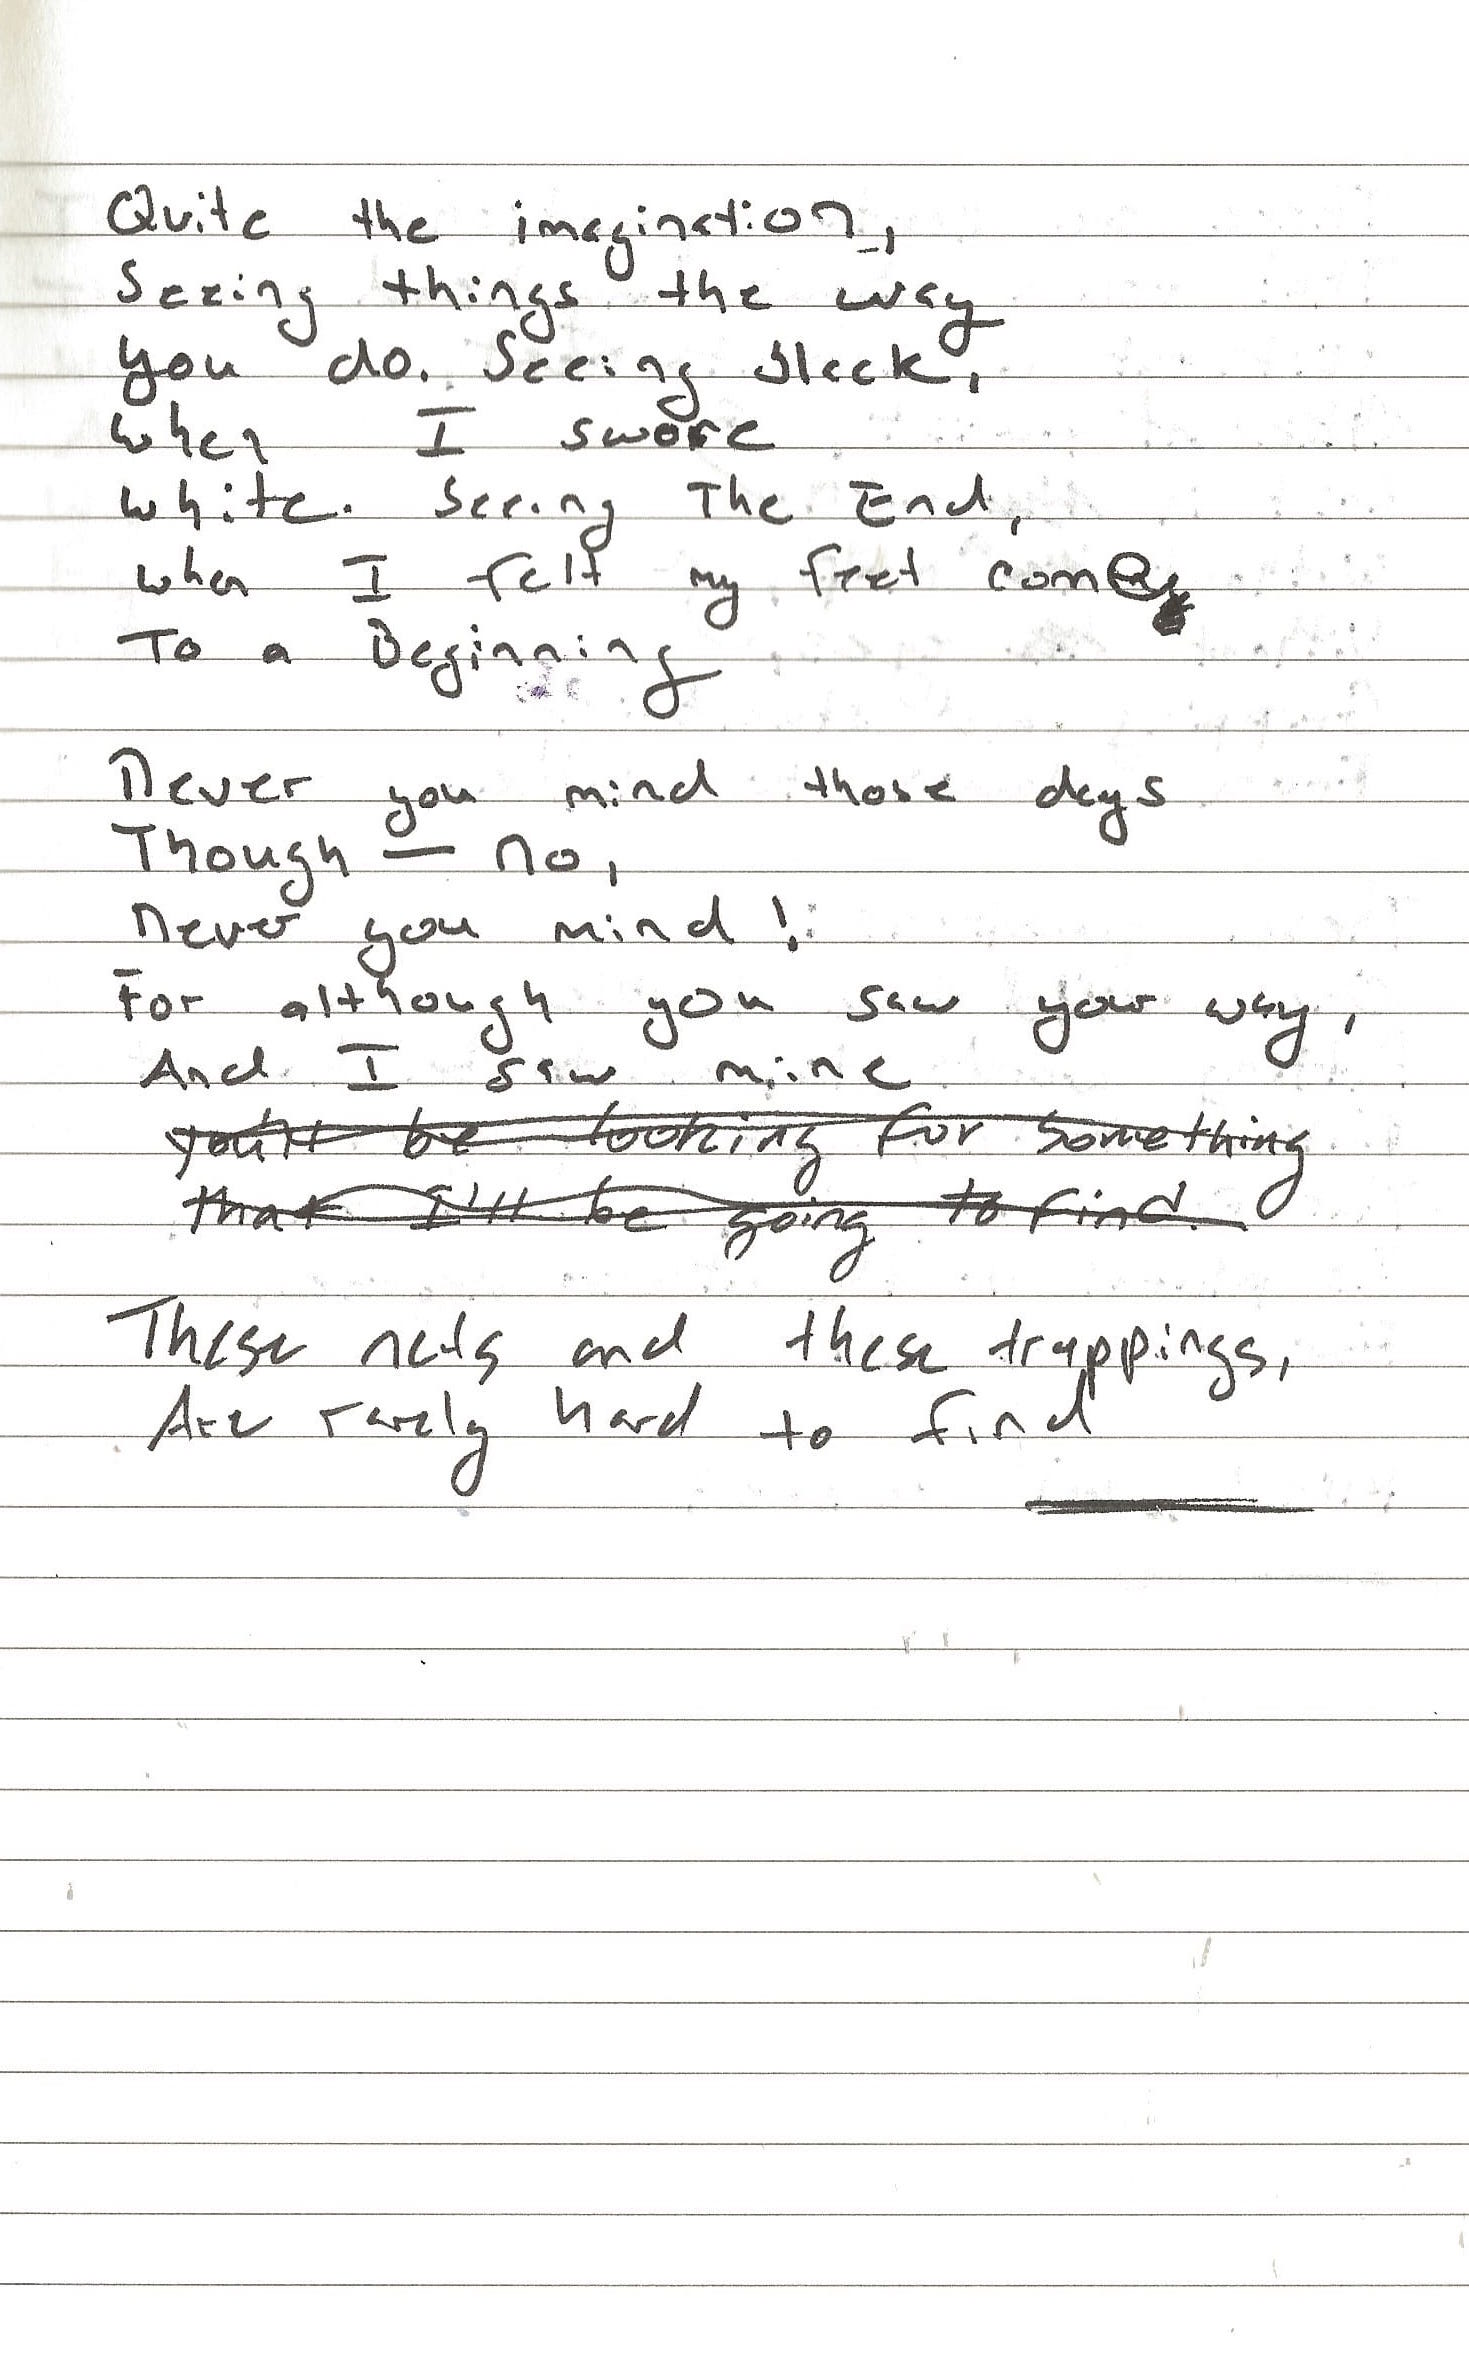 Quite the imagination,
Seeing things the way
you do. Seeing Black,
when I swore
white. Seeing The End,
when I felt my feet come
To a Beginning
Never you mind those days
Though — no,
never you mind!
For although you saw your way,
And I saw mine
you'll be looking for something
that I'll be going to find.
These nets and these trappings,
Are rarely hard to find